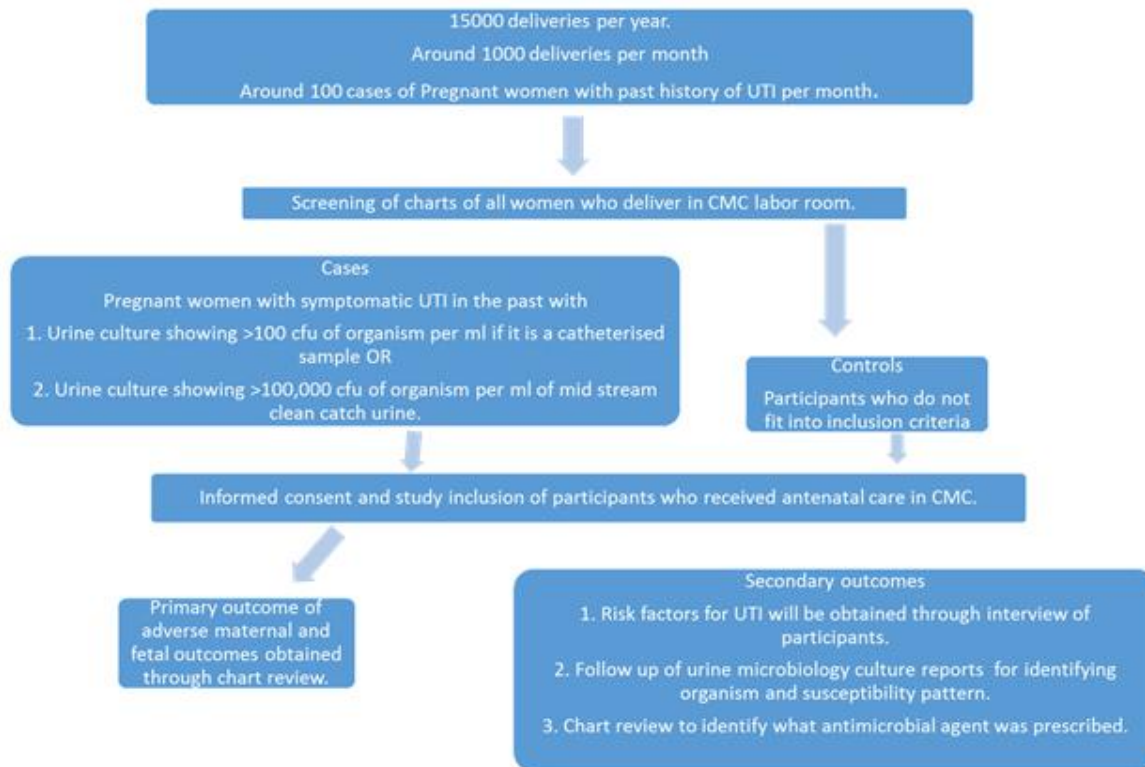 15000 deliveries per year.
Around 1000 deliveries per month
Around 100 cases of Pregnant women with past history of UTI per month.
Screening of charts of all women who deliver in CMC labor room.
Cases
Pregnant women with symptomatic UTI in the past with
1. Urine culture showing >100 cfu of organism per ml if it is a catheterised
sample OR
2. Urine culture showing >100,000 cfu of organism per ml of mid stream
clean catch urine.
Controls
Participants who do not
fit into inclusion criteria
Informed consent and study inclusion of participants who received antenatal care in CMC.
Primary outcome of
adverse maternal and
fetal outcomes obtained
through chart review.
Secondary outcomes
1. Risk factors for UTI will be obtained through interview of
participants.
2. Follow up of urine microbiology culture reports for identifying
organism and susceptibility pattern.
3. Chart review to identify what antimicrobial agent was prescribed.